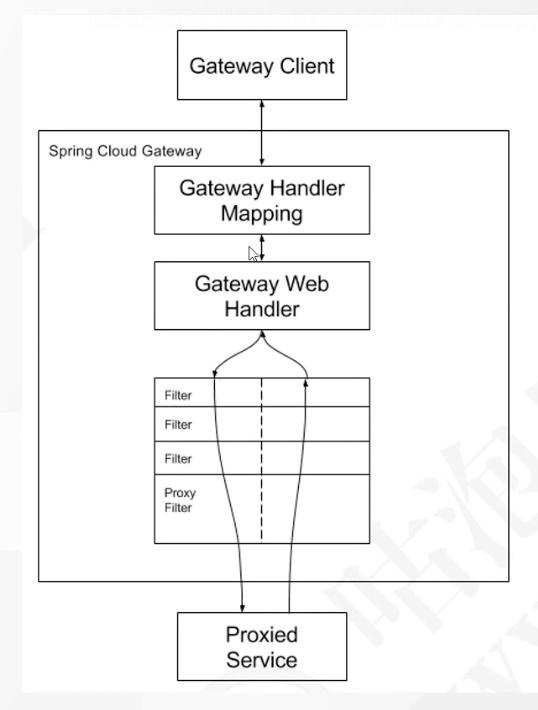 Gateway Client
Spring Cloud Gateway
Gateway Handler
Mapping
Gateway Web
Handler
Filter
Filter
Filter
Proxy
Filter
Proxied
Service